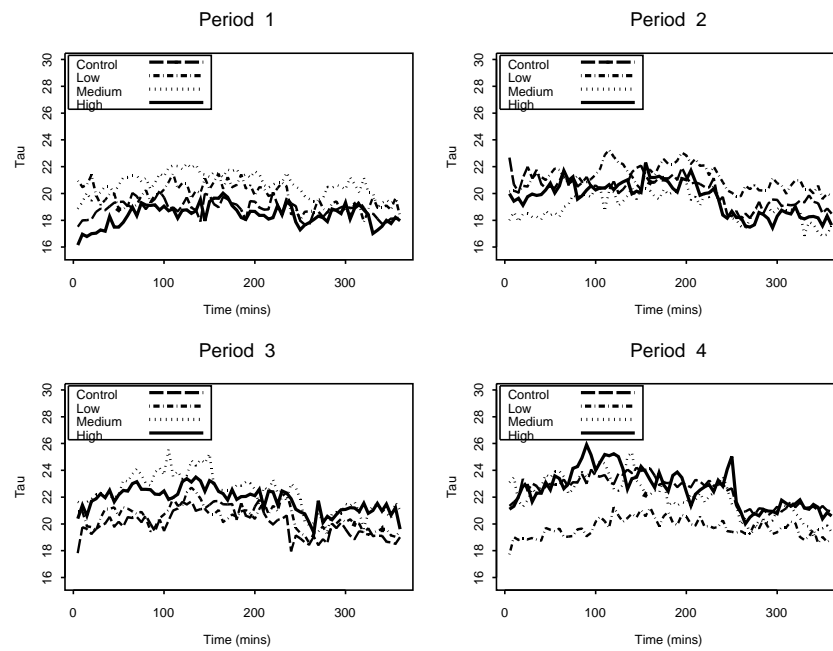 Period 1
30
28
26
24
22
20
18
16
Tau
Control
Low
Medium
High
0
100
200
300
Time (mins)
Period 2
30
28
26
24
22
20
18
16
Tau
Control
Low
Medium
High
0
100
200
300
Time (mins)
Period 3
30
28
26
24
22
20
18
16
Tau
Control
Low
Medium
High
0
100
200
300
Time (mins)
Period 4
30
28
26
24
22
20
18
16
Tau
Control
Low
Medium
High
0
100
200
300
Time (mins)